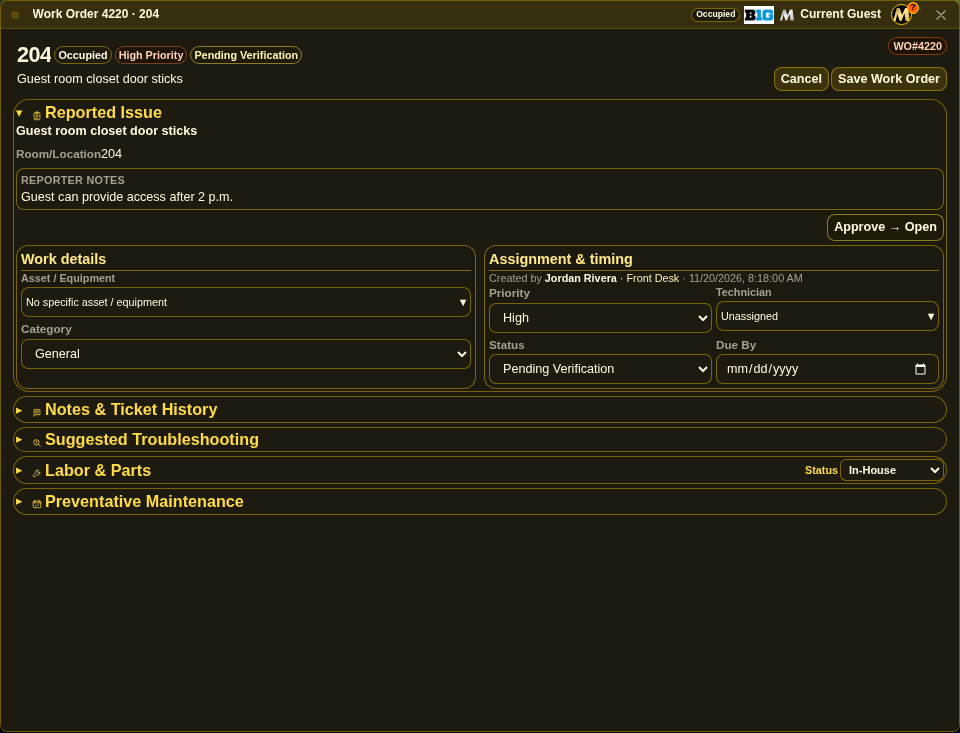 Work Order 4220 · 204
Occupied B1G M Current Guest M ?
204 Occupied High Priority Pending Verification
WO#4220
Guest room closet door sticks
Cancel Save Work Order
Reported Issue
Guest room closet door sticks
Room/Location204
REPORTER NOTES
Guest can provide access after 2 p.m.
Approve → Open
Work details
Asset / Equipment
No specific asset / equipment
Category
General
Assignment & timing
Created by Jordan Rivera · Front Desk · 11/20/2026, 8:18:00 AM
Priority
High
Technician
Unassigned
Status
Pending Verification
Due By
mm/dd/yyyy
Notes & Ticket History
Suggested Troubleshooting
Labor & Parts
Status In-House
Preventative Maintenance